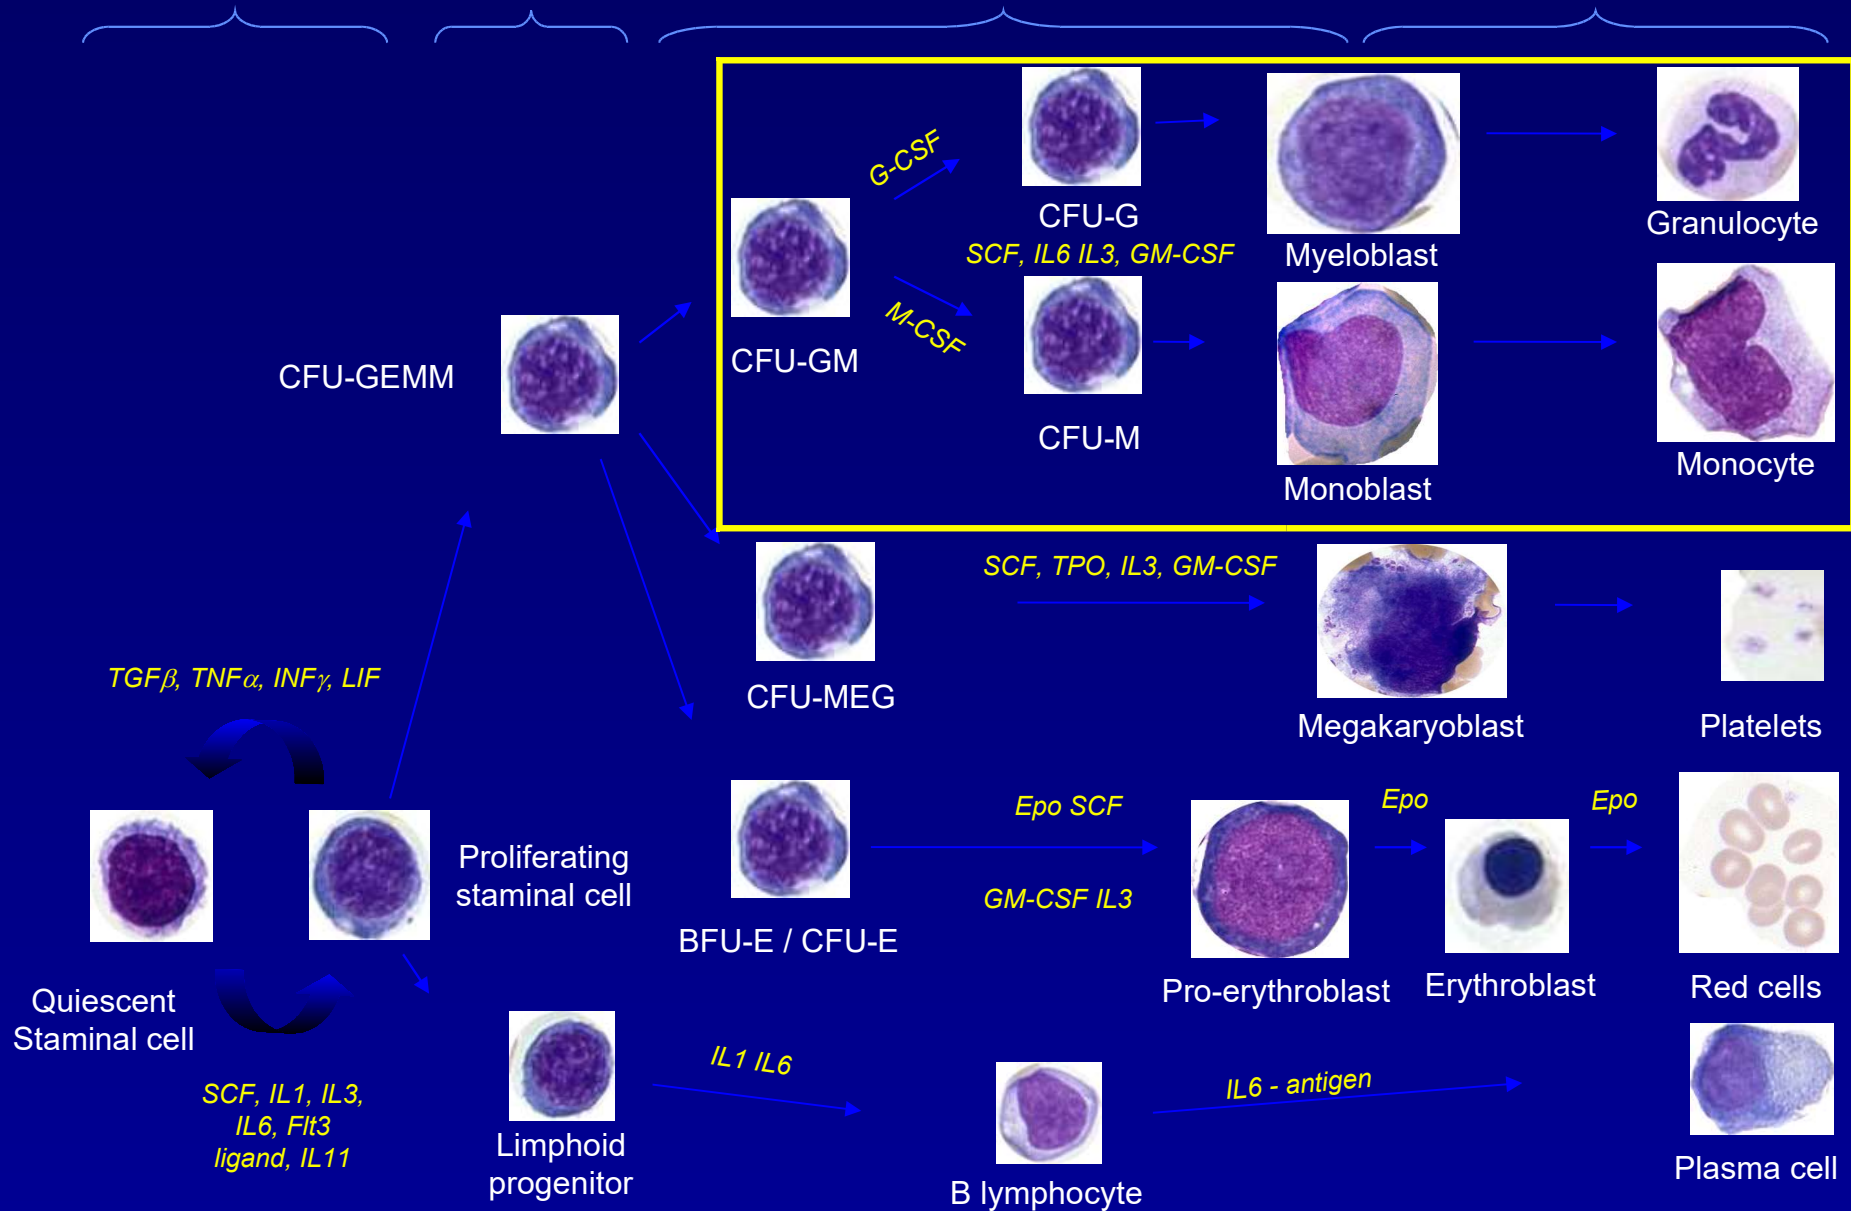 G-CSF
CFU-G
SCF, IL6 IL3, GM-CSF
Myeloblast
Granulocyte
CFU-GM
M-CSF
CFU-M
Monoblast
Monocyte
CFU-GEMM
SCF, TPO, IL3, GM-CSF
CFU-MEG
Megakaryoblast
Platelets
TGFβ, TNFα, INFγ, LIF
Proliferating
staminal cell
Quiescent
Staminal cell
SCF, IL1, IL3,
IL6, Flt3
ligand, IL11
Epo SCF
GM-CSF IL3
BFU-E / CFU-E
Pro-erythroblast
Epo
Erythroblast
Epo
Red cells
Limphoid
progenitor
IL1 IL6
B lymphocyte
IL6 - antigen
Plasma cell